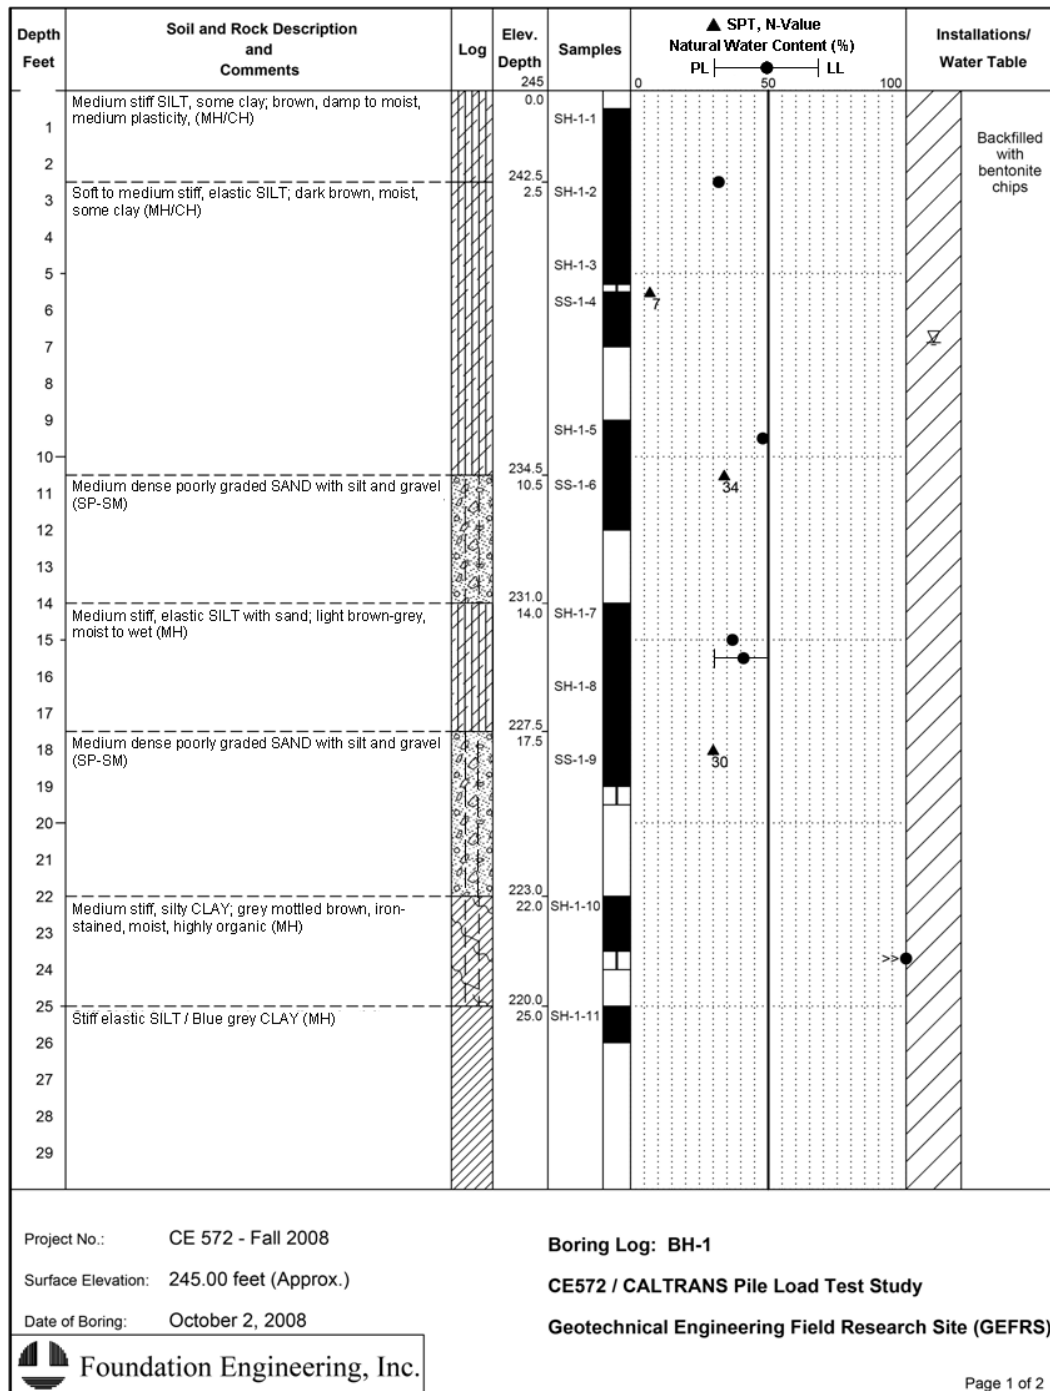 Depth
Feet
Soil and Rock Description
and
Comments
Log
Elev.
Depth
245
0.0
Samples
▲ SPT, N-Value
Natural Water Content (%)
PL LL
0 50 100
Installations/
Water Table
Medium stiff SILT, some clay; brown, damp to moist,
medium plasticity, (MH/CH)
SH-1-1
1
Backfilled
with
bentonite
chips
2
242.5
2.5
Soft to medium stiff, elastic SILT; dark brown, moist,
some clay (MH/CH)
SH-1-2
3
4
SH-1-3
5
SS-1-4
7
6
7
8
9
SH-1-5
10
234.5
10.5
Medium dense poorly graded SAND with silt and gravel
(SP-SM)
SS-1-6
34
11
12
13
14
231.0
14.0
Medium stiff, elastic SILT with sand; light brown-grey,
moist to wet (MH)
SH-1-7
15
16
SH-1-8
17
227.5
17.5
Medium dense poorly graded SAND with silt and gravel
(SP-SM)
18
SS-1-9
30
19
20
21
22
223.0
22.0
Medium stiff, silty CLAY; grey mottled brown, iron-
stained, moist, highly organic (MH)
SH-1-10
23
>>
24
25
220.0
25.0
Stiff elastic SILT / Blue grey CLAY (MH)
SH-1-11
26
27
28
29
Project No.: CE 572 - Fall 2008
Surface Elevation: 245.00 feet (Approx.)
Date of Boring: October 2, 2008
Foundation Engineering, Inc.
Boring Log: BH-1
CE572 / CALTRANS Pile Load Test Study
Geotechnical Engineering Field Research Site (GEFRS)
Page 1 of 2